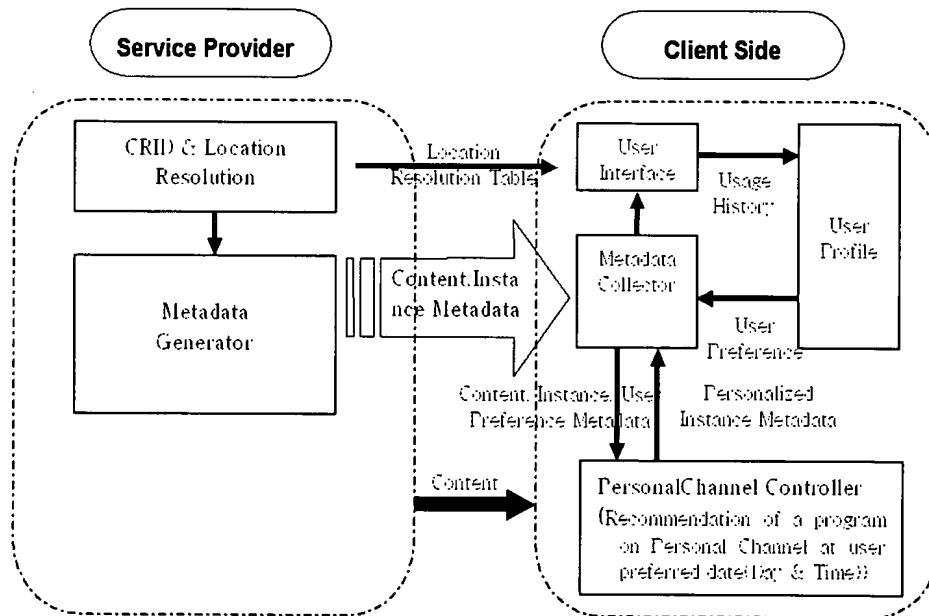 Service Provider
Client Side
CRID & Location
Resolution
Location
Resolution Table
User
Interface
Usage
History
User
Profile
Metadata
Generator
Content.Insta
nce Metadata
Metadata
Collector
User
Preference
Content, Instance, User
Preference Metadata
Personalized
Instance Metadata
Content
PersonalChannel Controller
(Recommendation of a program
on Personal Channel at user
preferred date(Day & Time))